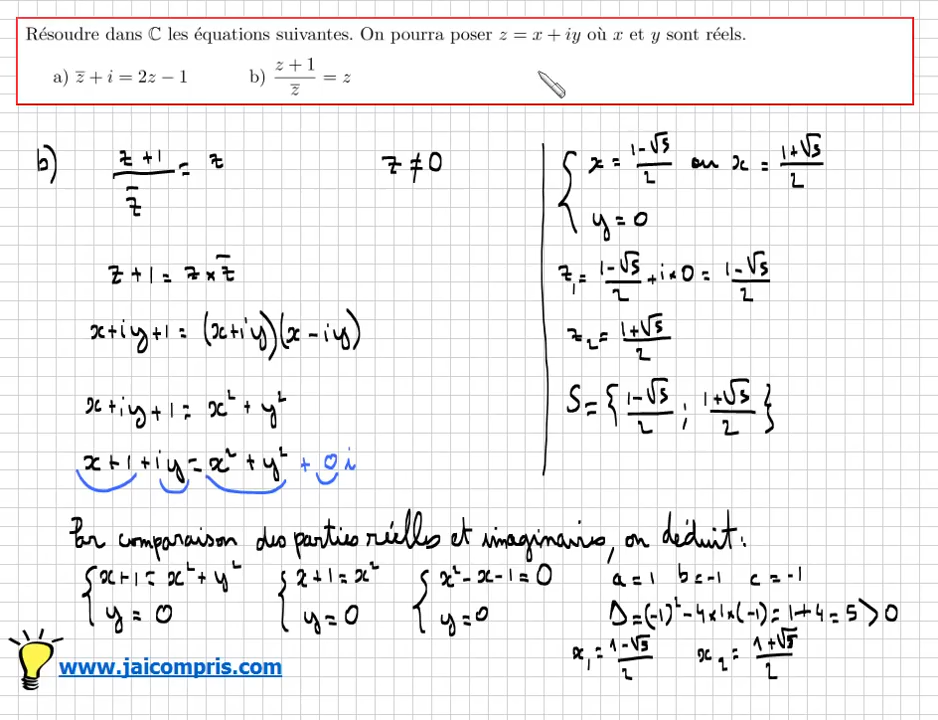 Résoudre dans ℂ les équations suivantes. On pourra poser z = x + iy où x et y sont réels.
a) z̅ + i = 2z − 1    b) (z + 1)/z̅ = z
b) (z + 1)/z̅ = z    z ≠ 0
z + 1 = z × z̅
x + iy + 1 = (x + iy)(x − iy)
x + iy + 1 = x² + y²
x + 1 + iy = x² + y² + 0i
{ x = (1 − √5)/2 ou x = (1 + √5)/2
y = 0
z₁ = (1 − √5)/2 + i × 0 = (1 − √5)/2
z₂ = (1 + √5)/2
S = { (1 − √5)/2 ; (1 + √5)/2 }
Par comparaison des parties réelles et imaginaires, on déduit :
{ x + 1 = x² + y²    { x + 1 = x²    { x² − x − 1 = 0    a = 1    b = −1    c = −1
y = 0    y = 0    y = 0    Δ = (−1)² − 4 × 1 × (−1) = 1 + 4 = 5 > 0
x₁ = (1 − √5)/2    x₂ = (1 + √5)/2
www.jaicompris.com